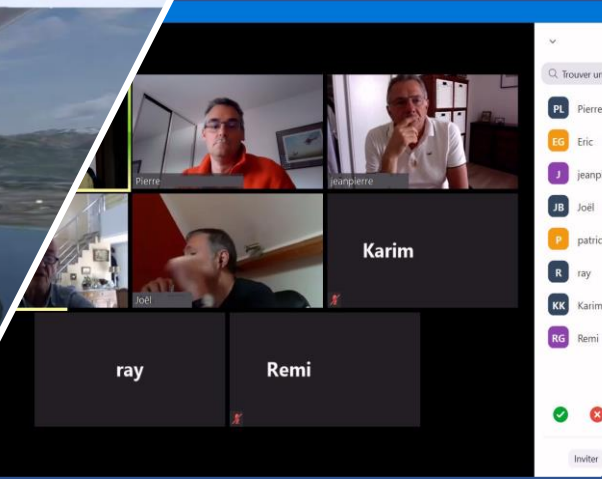 Pierre
jeanpierre
Joël
Karim
ray
Remi
Trouver un
PL Pierre
EG Eric
J jeanp
JB Joël
P patric
R ray
KK Karim
RG Remi
Inviter